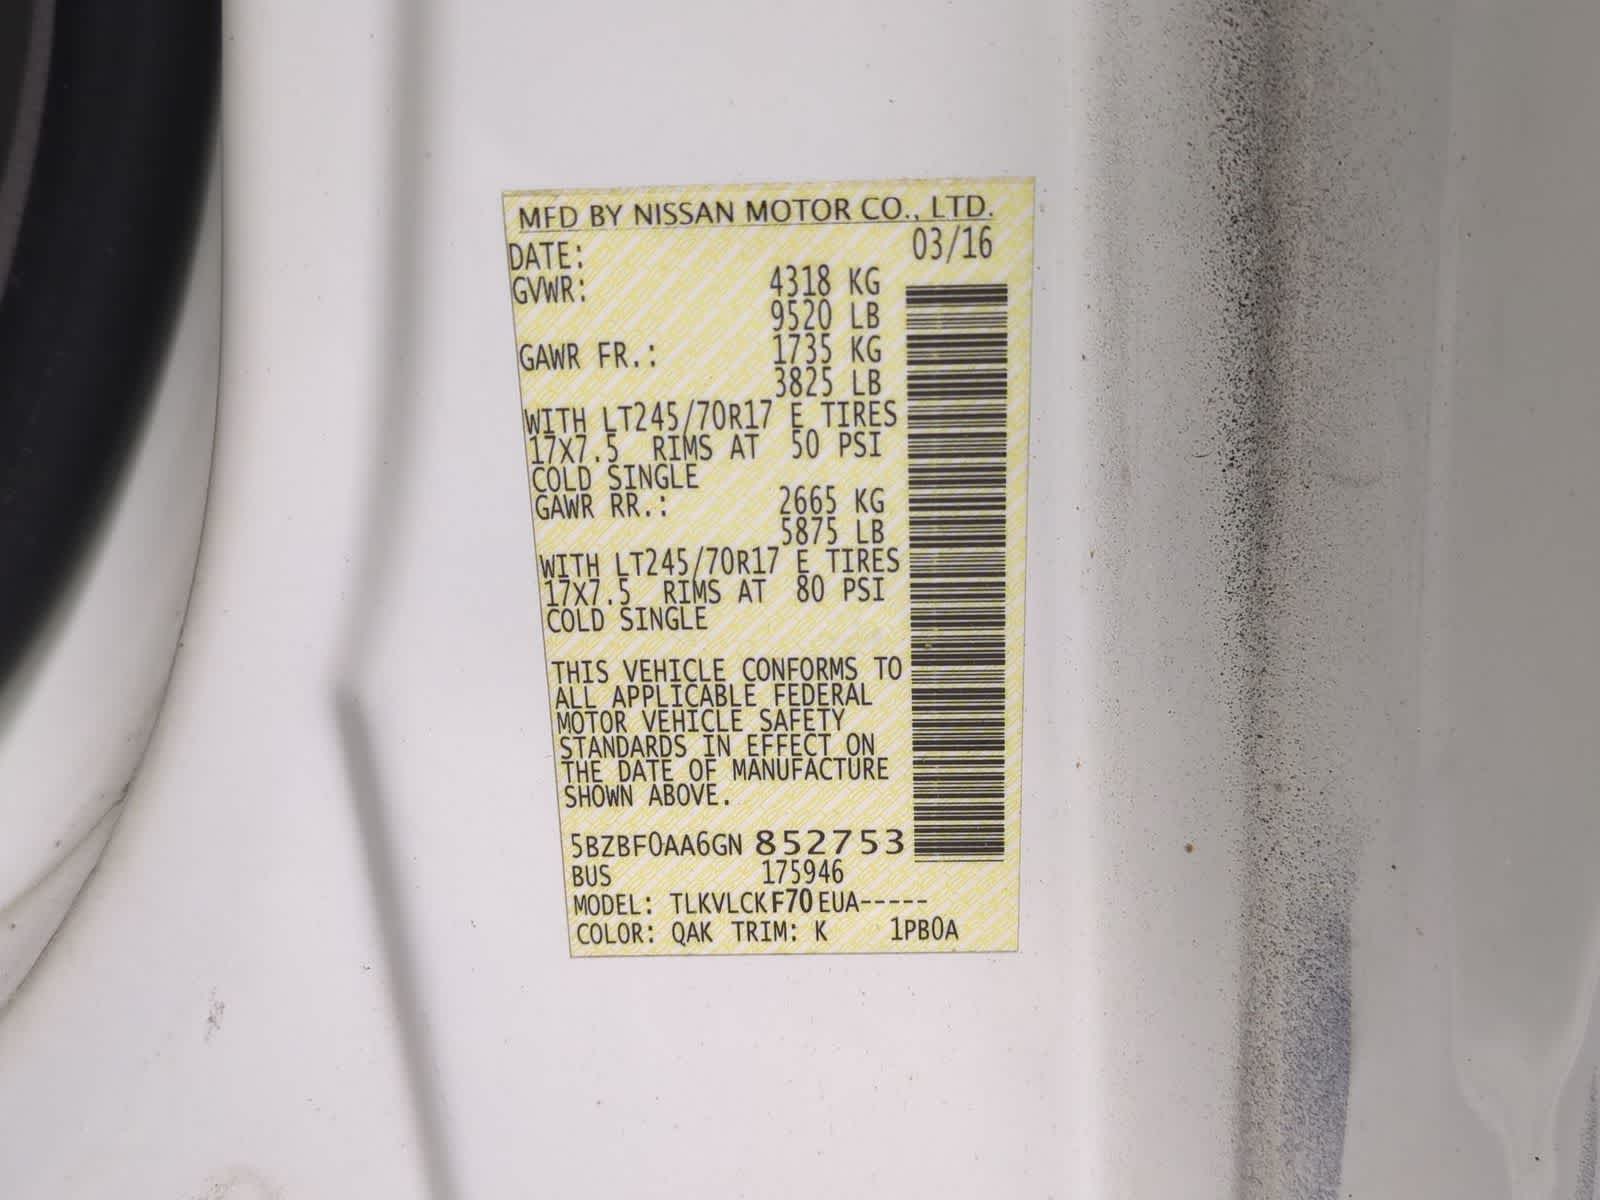 MFD BY NISSAN MOTOR CO., LTD.
DATE: 03/16
GVWR: 4318 KG
9520 LB
GAWR FR.: 1735 KG
3825 LB
WITH LT245/70R17 E TIRES
17X7.5 RIMS AT 50 PSI
COLD SINGLE
GAWR RR.: 2665 KG
5875 LB
WITH LT245/70R17 E TIRES
17X7.5 RIMS AT 80 PSI
COLD SINGLE
THIS VEHICLE CONFORMS TO
ALL APPLICABLE FEDERAL
MOTOR VEHICLE SAFETY
STANDARDS IN EFFECT ON
THE DATE OF MANUFACTURE
SHOWN ABOVE.
5BZBF0AA6GN 852753
BUS 175946
MODEL: TLKVLCKF70EUA-----
COLOR: QAK TRIM: K 1PB0A